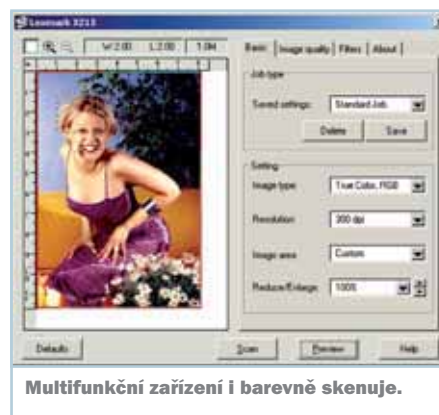 Lexmark 3213
W:2.00 L:2.00 1.0M
Basic Image quality Filters About
Job type
Saved settings: Standard Job
Delete Save
Setting
Image type: True Color, RGB
Resolution: 300 dpi
Image area: Custom
Reduce/Enlarge: 100%
Defaults Scan Preview Help
Multifunkční zařízení i barevně skenuje.